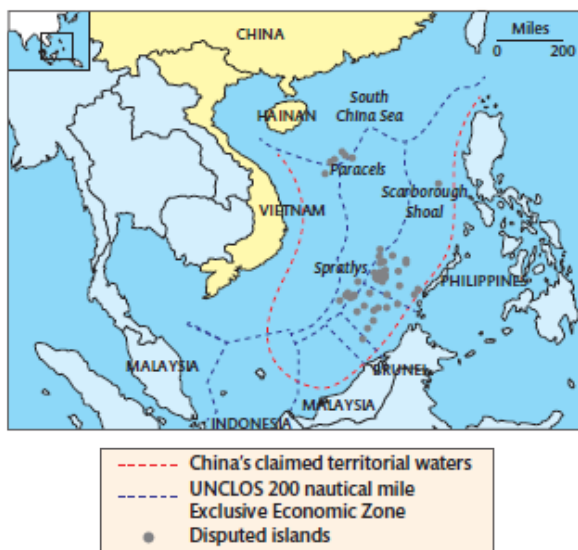 CHINA
Miles
0 200
South
China Sea
HAINAN
Paracels
Scarborough
Shoal
VIETNAM
Spratlys
PHILIPPINES
MALAYSIA
BRUNEI
MALAYSIA
INDONESIA
China's claimed territorial waters
UNCLOS 200 nautical mile
Exclusive Economic Zone
Disputed islands